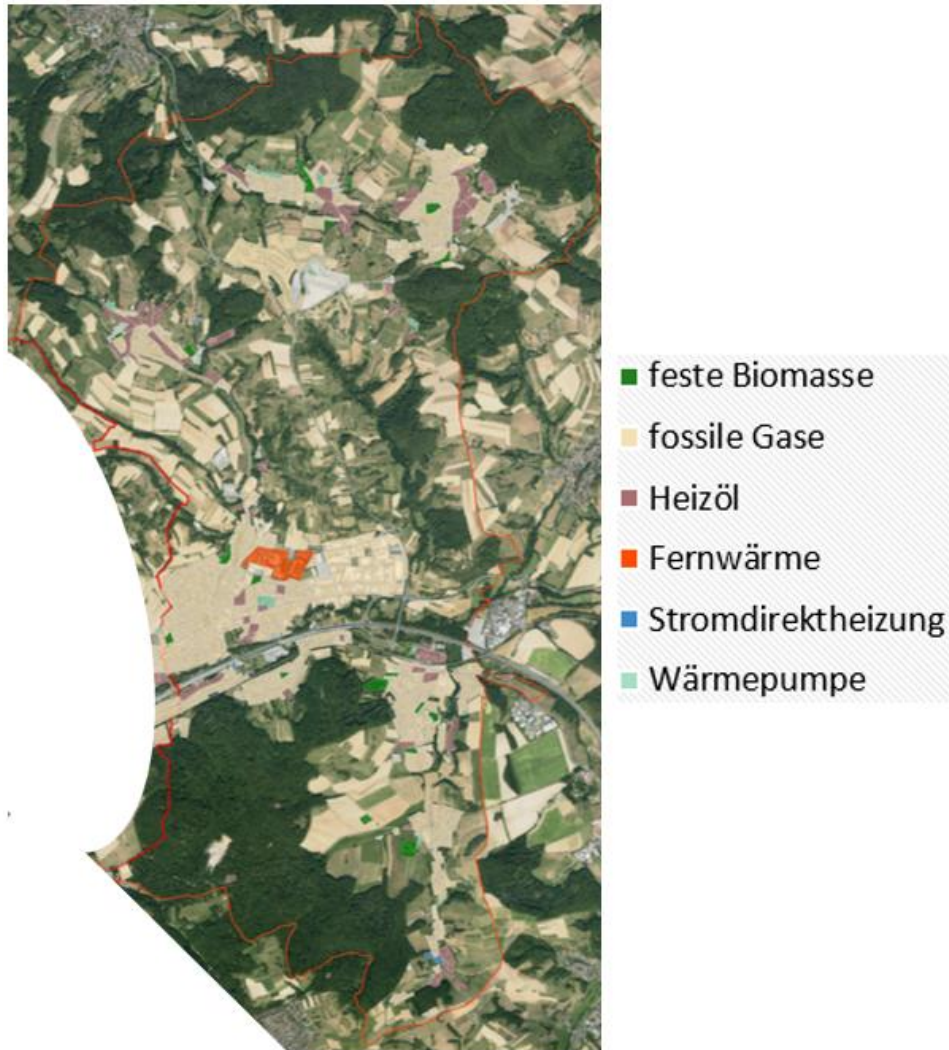 feste Biomasse
fossile Gase
Heizöl
Fernwärme
Stromdirektheizung
Wärmepumpe